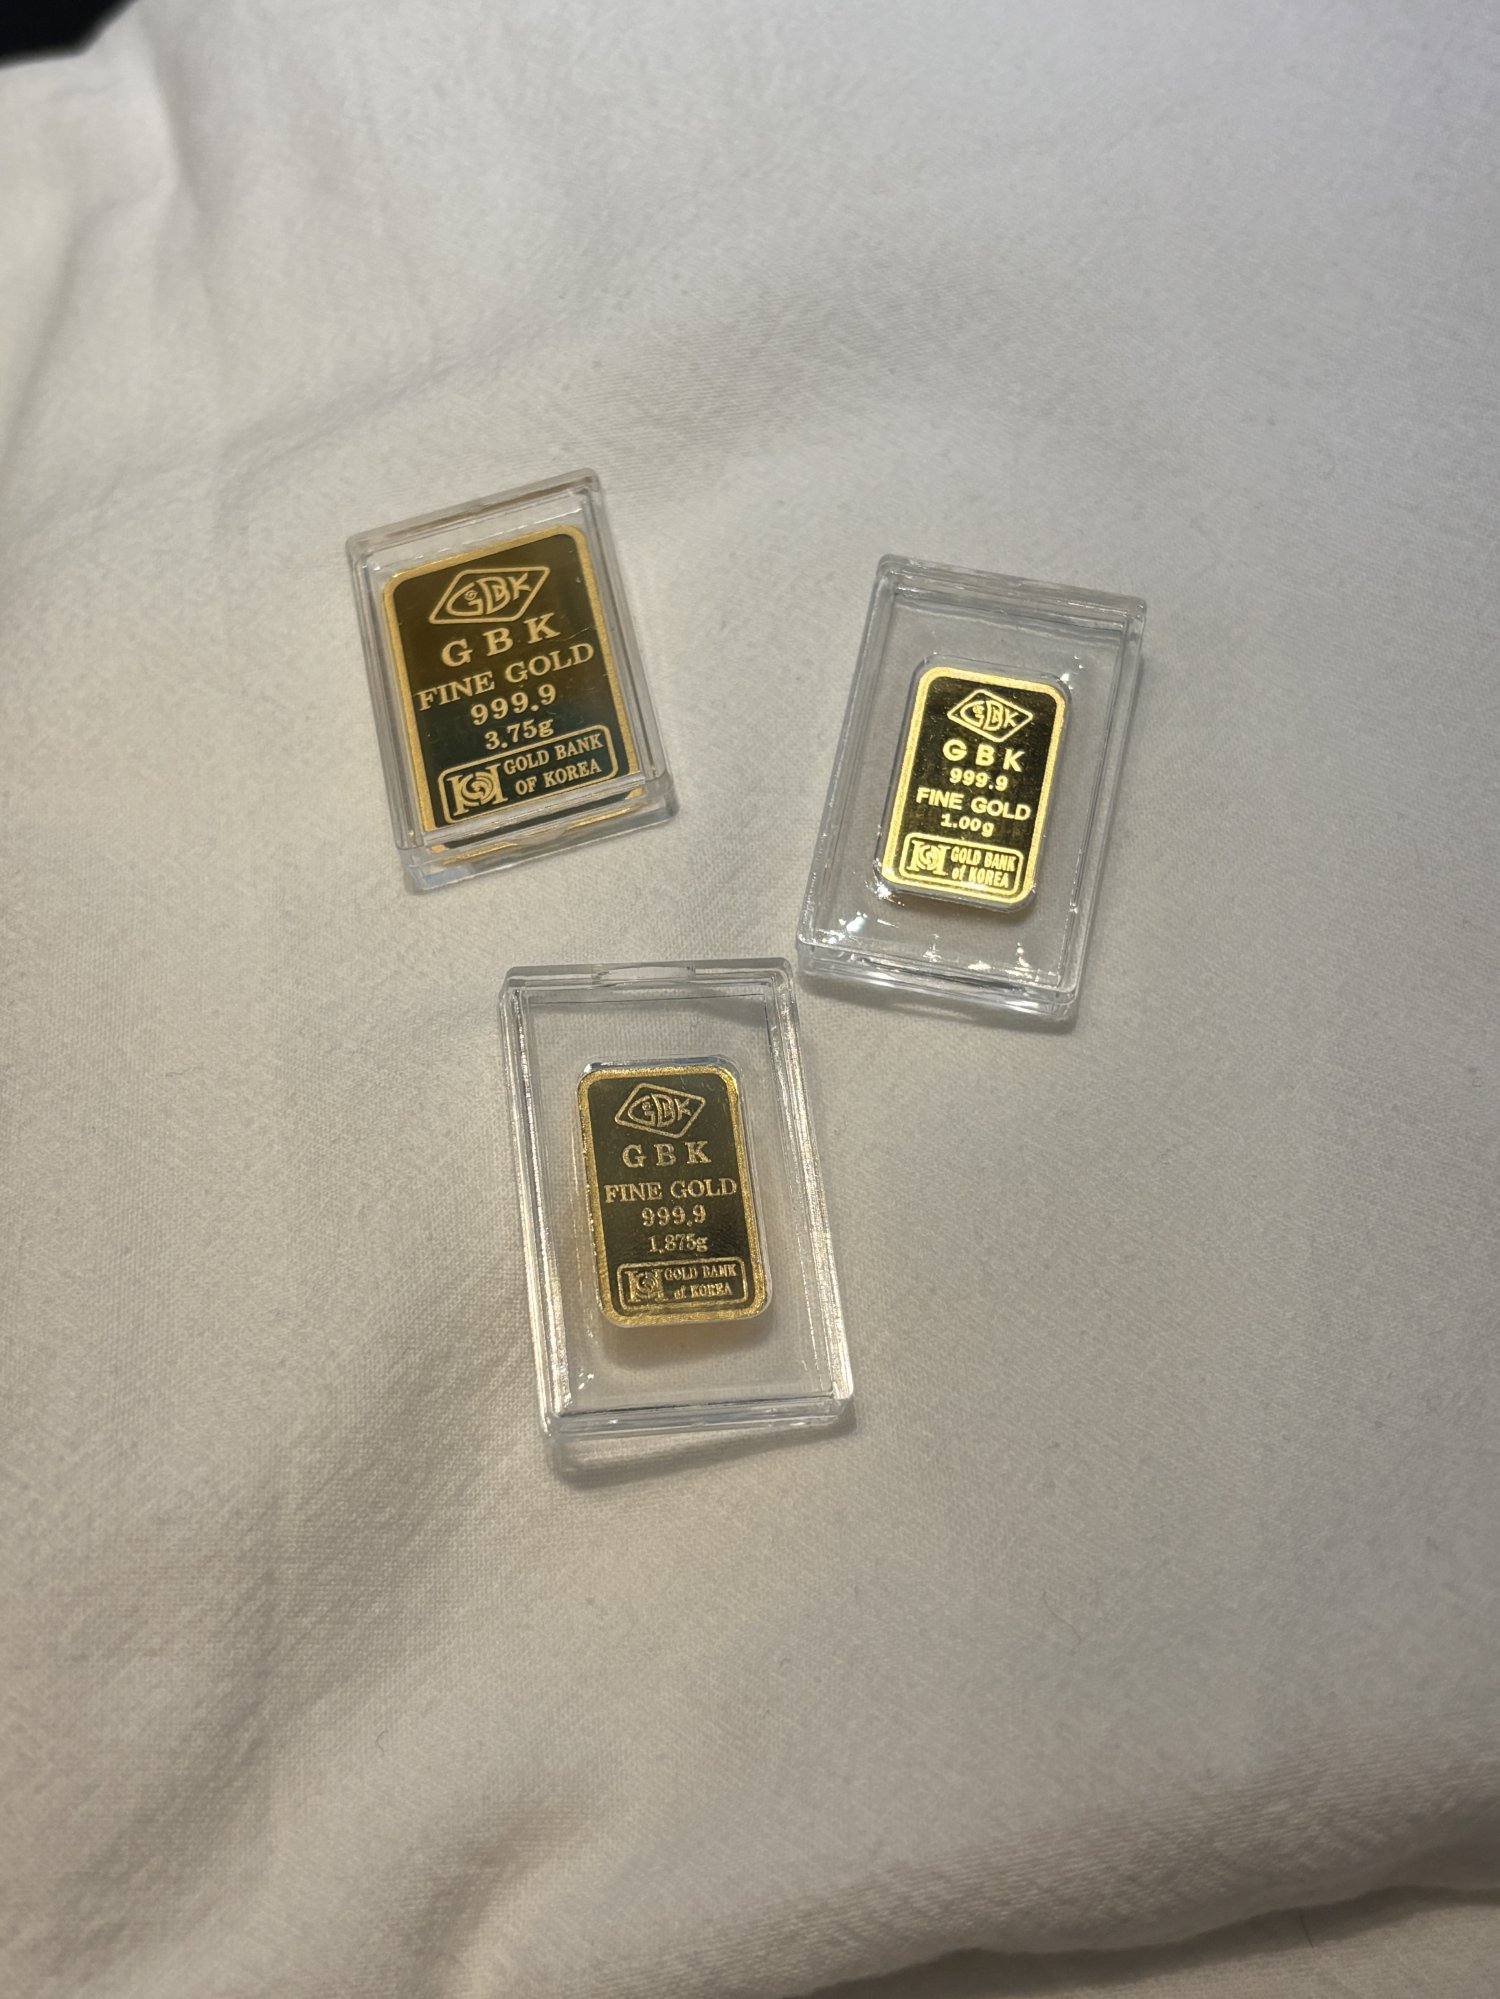 GBK
G B K
FINE GOLD
999.9
3.75g
GOLD BANK
OF KOREA
GBK
G B K
999.9
FINE GOLD
1.00g
GOLD BANK
of KOREA
GBK
G B K
FINE GOLD
999.9
1.875g
GOLD BANK
of KOREA